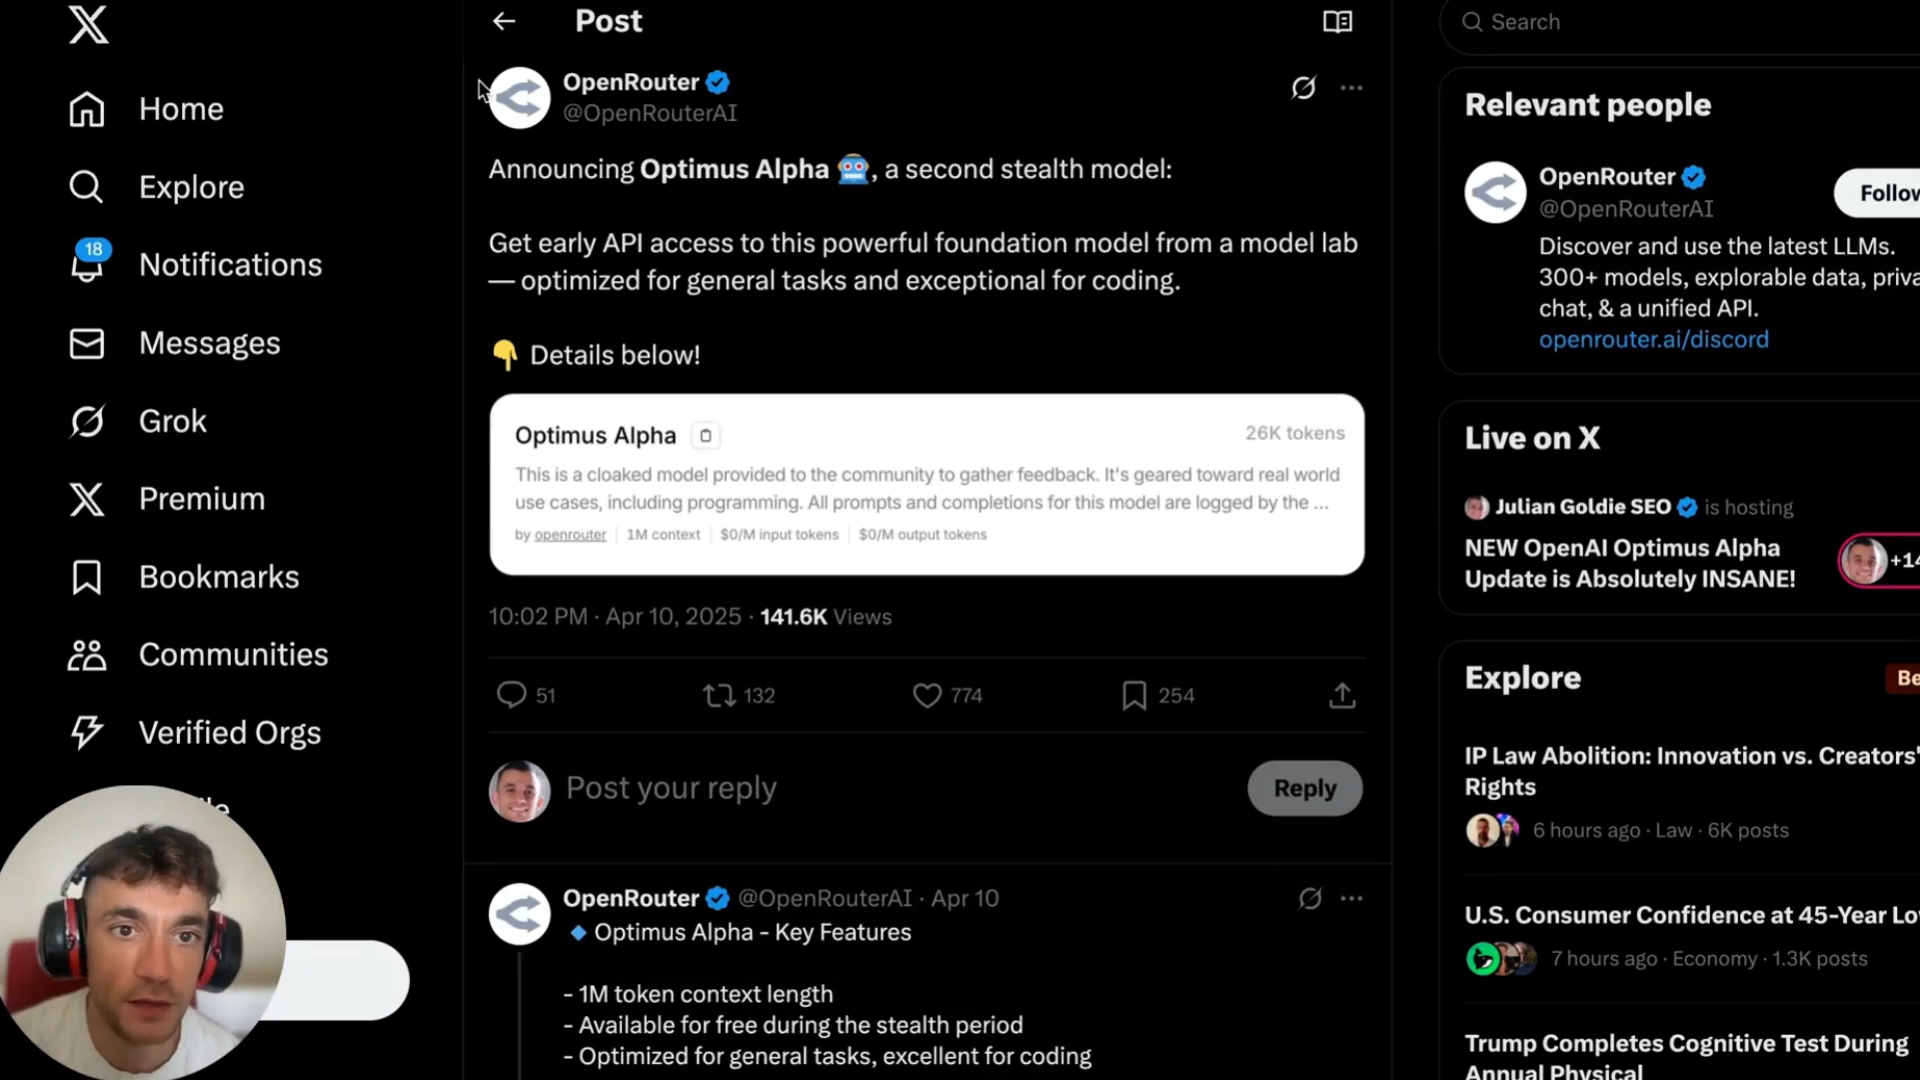 Home
Explore
18
Notifications
Messages
Grok
Premium
Bookmarks
Communities
Verified Orgs
Post
OpenRouter
@OpenRouterAI
Announcing Optimus Alpha 🤖, a second stealth model:
Get early API access to this powerful foundation model from a model lab
— optimized for general tasks and exceptional for coding.
👇 Details below!
Optimus Alpha
26K tokens
This is a cloaked model provided to the community to gather feedback. It's geared toward real world
use cases, including programming. All prompts and completions for this model are logged by the ...
by openrouter | 1M context | $0/M input tokens | $0/M output tokens
10:02 PM · Apr 10, 2025 · 141.6K Views
51
132
774
254
Post your reply
Reply
OpenRouter @OpenRouterAI · Apr 10
🔹 Optimus Alpha - Key Features
- 1M token context length
- Available for free during the stealth period
- Optimized for general tasks, excellent for coding
Search
Relevant people
OpenRouter
@OpenRouterAI
Follow
Discover and use the latest LLMs.
300+ models, explorable data, priva
chat, & a unified API.
openrouter.ai/discord
Live on X
Julian Goldie SEO is hosting
NEW OpenAI Optimus Alpha
Update is Absolutely INSANE!
+14
Explore
Be
IP Law Abolition: Innovation vs. Creators'
Rights
6 hours ago · Law · 6K posts
U.S. Consumer Confidence at 45-Year Lo
7 hours ago · Economy · 1.3K posts
Trump Completes Cognitive Test During
Annual Physical